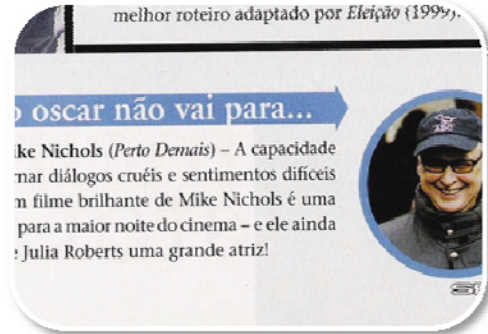 melhor roteiro adaptado por Eleição (1999).
o oscar não vai para...
ike Nichols (Perto Demais) – A capacidade
rnar diálogos cruéis e sentimentos difíceis
m filme brilhante de Mike Nichols é uma
para a maior noite do cinema – e ele ainda
e Julia Roberts uma grande atriz!